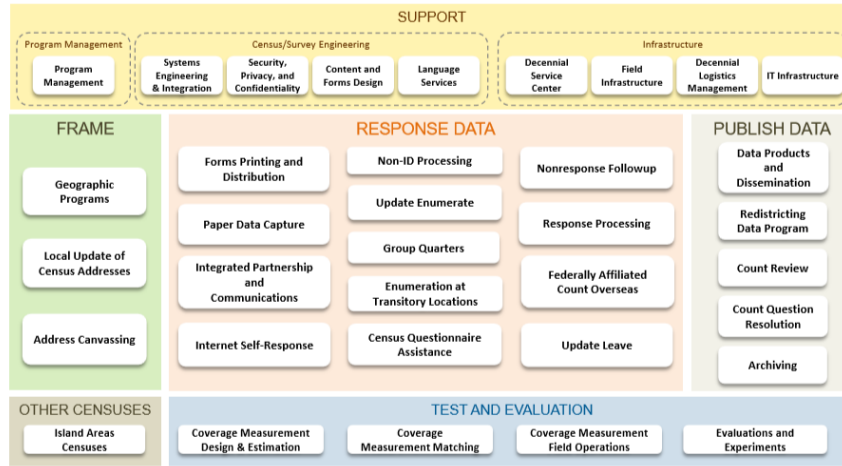 SUPPORT
Program Management
Program
Management
Census/Survey Engineering
Systems
Engineering
& Integration
Security,
Privacy, and
Confidentiality
Content and
Forms Design
Language
Services
Infrastructure
Decennial
Service
Center
Field
Infrastructure
Decennial
Logistics
Management
IT Infrastructure
FRAME
Geographic
Programs
Local Update of
Census Addresses
Address Canvassing
RESPONSE DATA
Forms Printing and
Distribution
Paper Data Capture
Integrated Partnership
and
Communications
Internet Self-Response
Non-ID Processing
Update Enumerate
Group Quarters
Enumeration at
Transitory Locations
Census Questionnaire
Assistance
Nonresponse Followup
Response Processing
Federally Affiliated
Count Overseas
Update Leave
PUBLISH DATA
Data Products
and
Dissemination
Redistricting
Data Program
Count Review
Count Question
Resolution
Archiving
OTHER CENSUSES
Island Areas
Censuses
TEST AND EVALUATION
Coverage Measurement
Design & Estimation
Coverage
Measurement Matching
Coverage Measurement
Field Operations
Evaluations and
Experiments